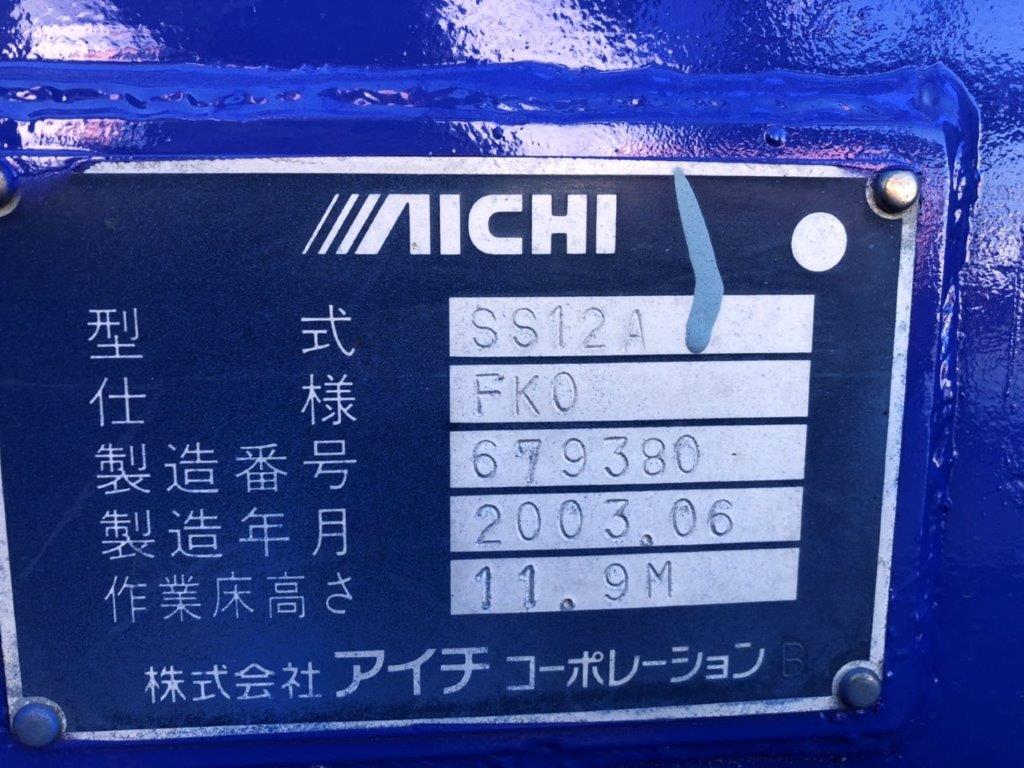 AICHI
型式 SS12A
仕様 FK0
製造番号 679380
製造年月 2003.06
作業床高さ 11.9M
株式会社アイチコーポレーション B